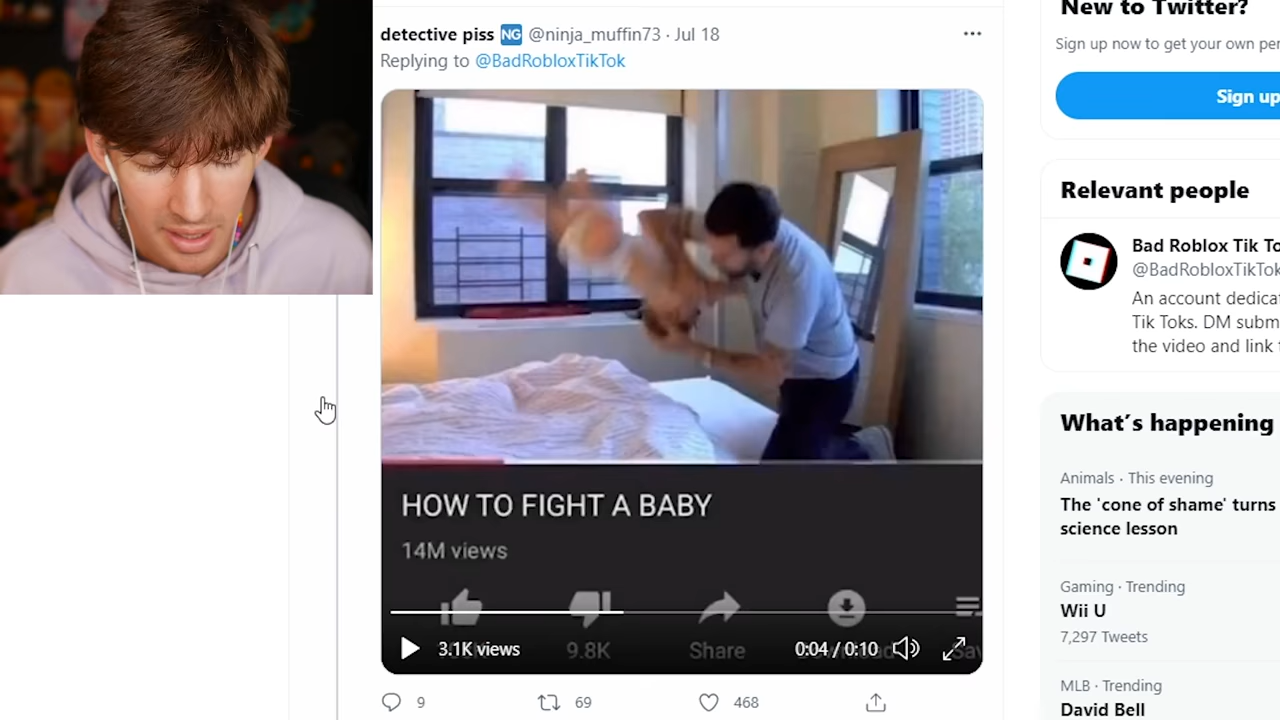 detective piss NG @ninja_muffin73 · Jul 18
Replying to @BadRobloxTikTok
HOW TO FIGHT A BABY
14M views
9.8K
Share
3.1K views
0:04 / 0:10
9
69
468
New to Twitter?
Sign up now to get your own
Sign up
Relevant people
Bad Roblox Tik
@BadRobloxTikTok
An account
Tik Toks. DM
the video and link
What's happening
Animals · This evening
The 'cone of shame' turns
science lesson
Gaming · Trending
Wii U
7,297 Tweets
MLB · Trending
David Bell